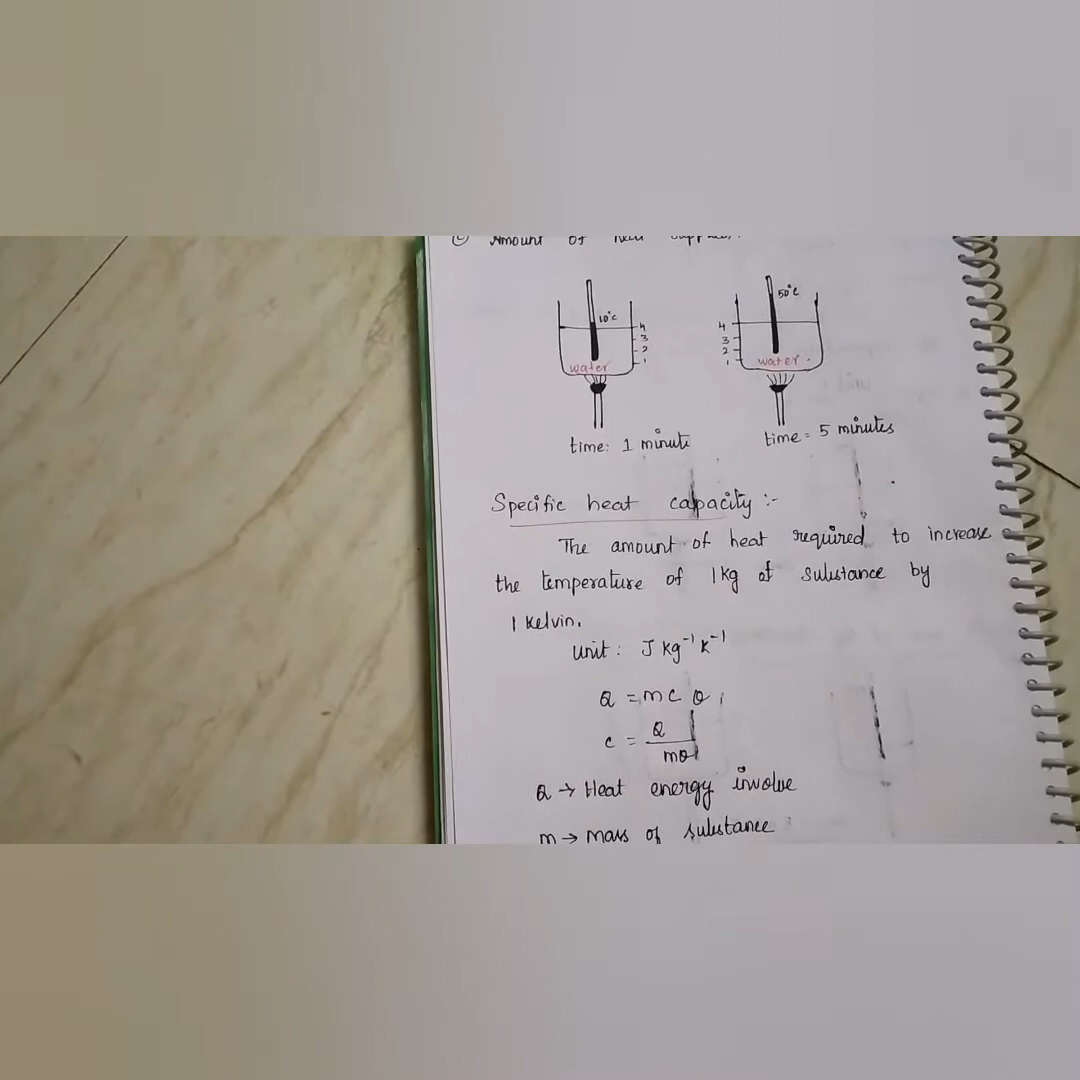 Amount of
10°C 50°C
4 4
3 3
2 2
1 1
water water
time: 1 minute time = 5 minutes
Specific heat capacity :-
The amount of heat required to increase
the temperature of 1kg of substance by
1 Kelvin.
Unit : J kg⁻¹ K⁻¹
Q = m c θ
c = Q
mθ
Q → Heat energy involve
m → mass of substance